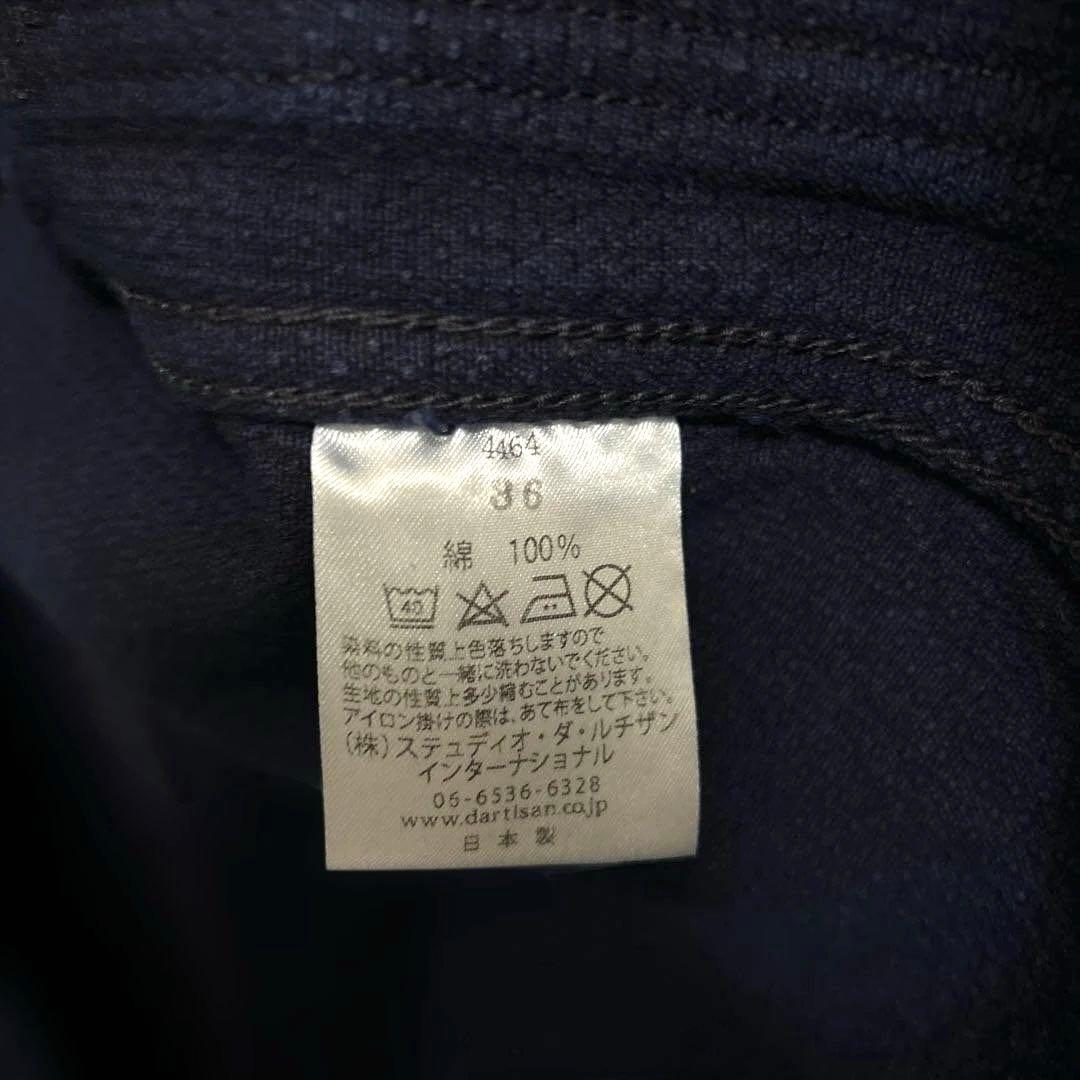 4464
36
綿 100%
40
染料の性質上色落ちしますので
他のものと一緒に洗わないでください。
生地の性質上多少縮むことがあります。
アイロン掛けの際は、あて布をして下さい。
(株)ステュディオ・ダ・ルチザン
インターナショナル
06-6536-6328
www.dartisan.co.jp
日本製